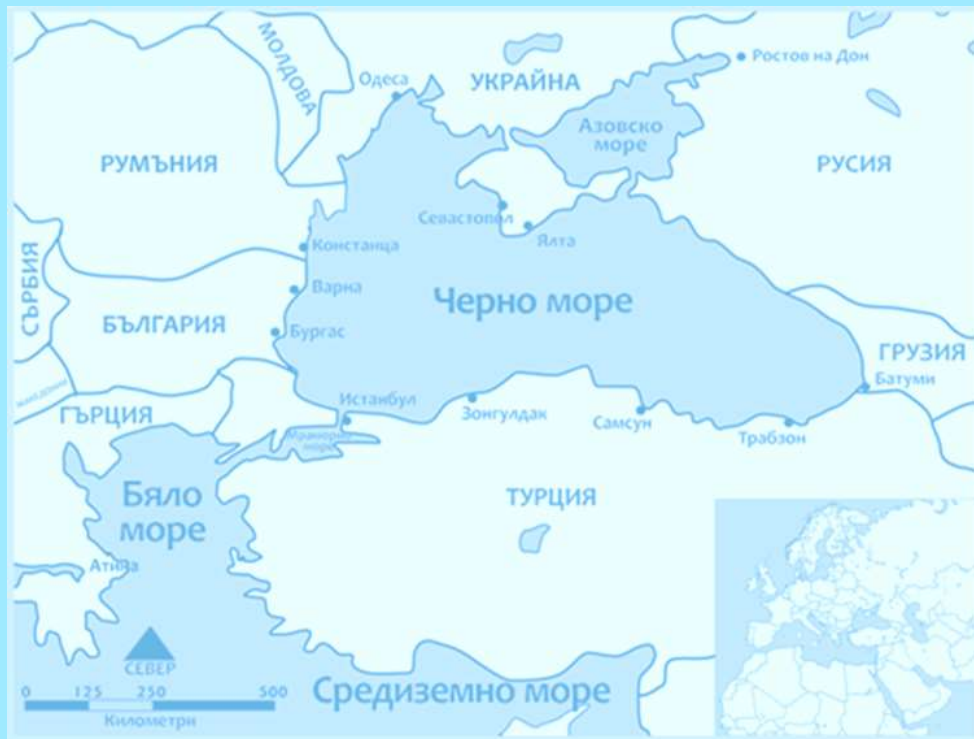 МОЛДОВА
Одеса
УКРАЙНА
Ростов на Дон
Азовско
море
РУМЪНИЯ
РУСИЯ
Севастопол
Ялта
Констанца
СЪРБИЯ
Варна
Черно море
БЪЛГАРИЯ
Бургас
ГРУЗИЯ
Батуми
Истанбул
Зонгулдак
Самсун
Трабзон
ГЪРЦИЯ
Бяло
море
ТУРЦИЯ
Атина
СЕВЕР
0 125 250 500
Километри
Средиземно море